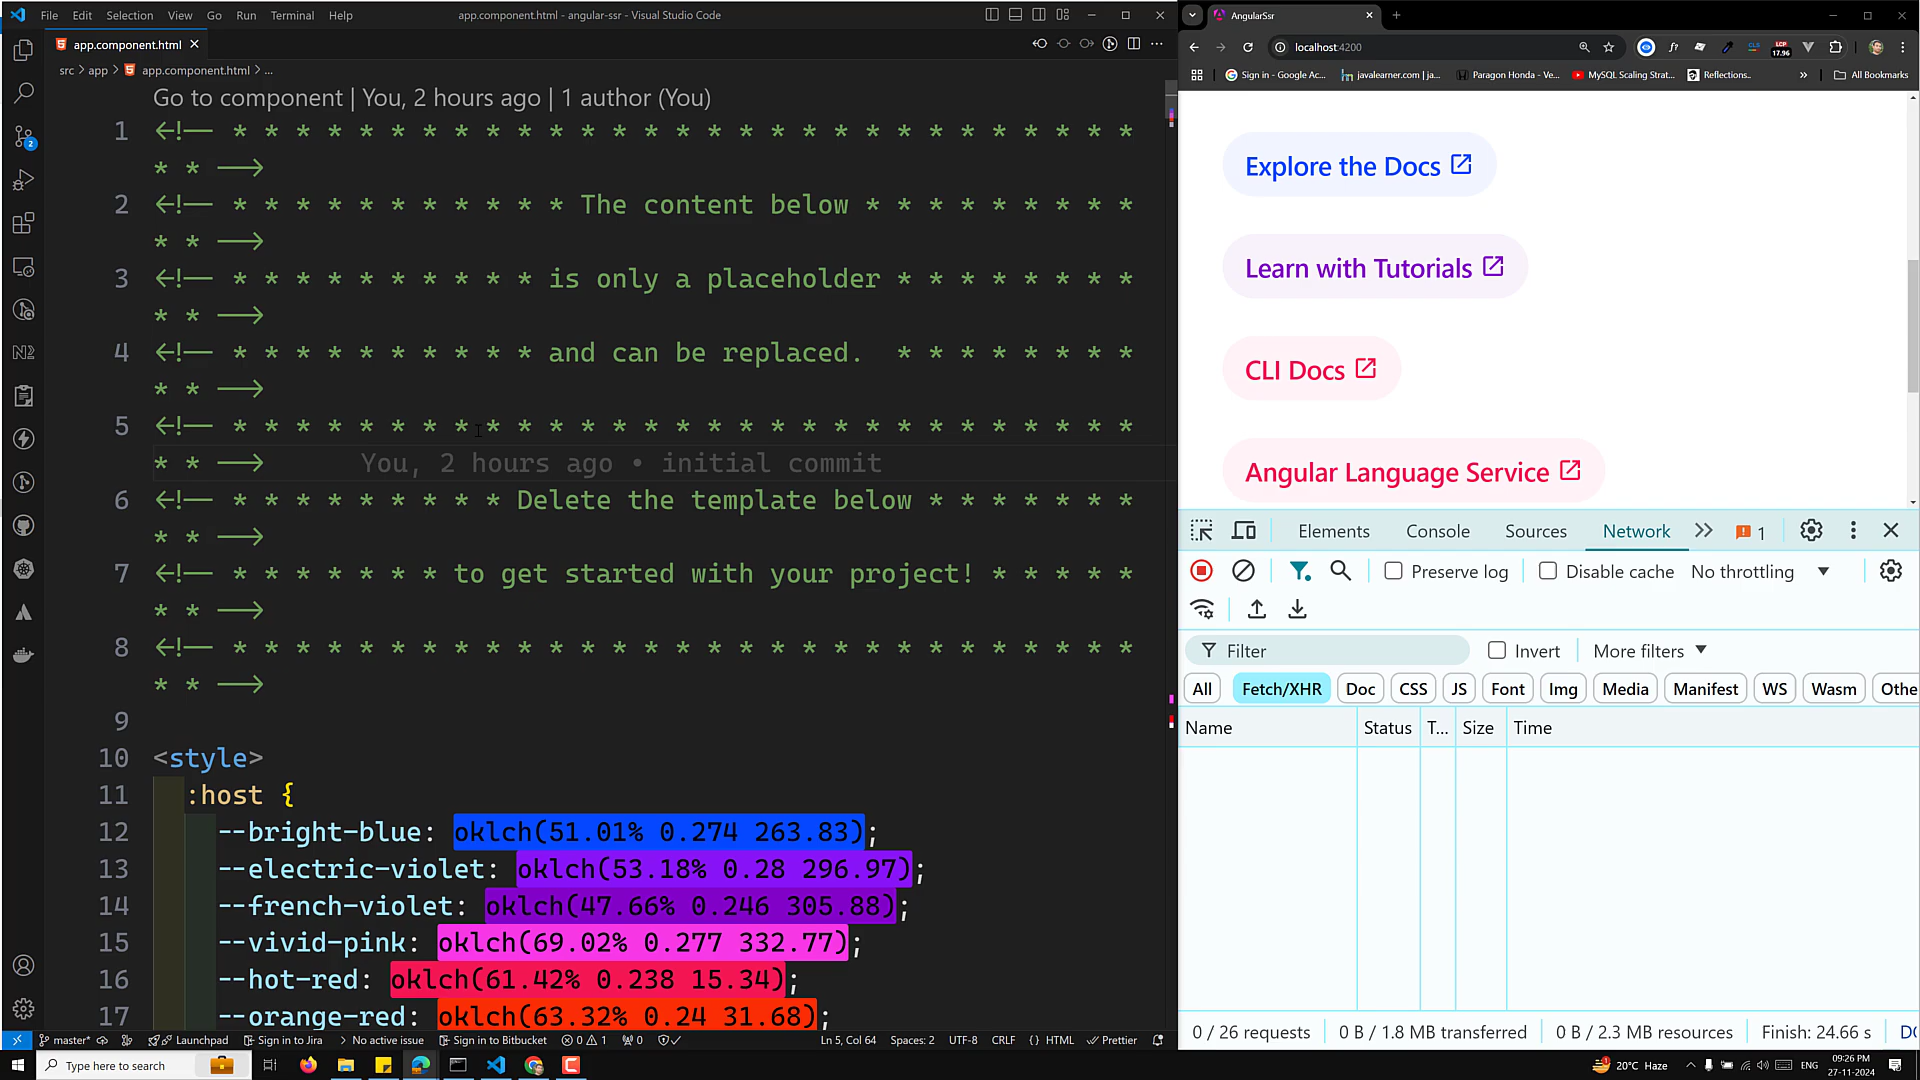 File Edit Selection View Go Run Terminal Help
app.component.html - angular-ssr - Visual Studio Code
app.component.html
src > app > app.component.html > ...
Go to component | You, 2 hours ago | 1 author (You)
1 <!-- * * * * * * * * * * * * * * * * * * * * * * * * * * * * *
* * -->
2 <!-- * * * * * * * * * * * The content below * * * * * * * * *
* * -->
3 <!-- * * * * * * * * * * is only a placeholder * * * * * * * *
* * -->
4 <!-- * * * * * * * * * * and can be replaced. * * * * * * * *
* * -->
5 <!-- * * * * * * * * * * * * * * * * * * * * * * * * * * * * *
* * --> You, 2 hours ago • initial commit
6 <!-- * * * * * * * * * Delete the template below * * * * * * *
* * -->
7 <!-- * * * * * * * to get started with your project! * * * * *
* * -->
8 <!-- * * * * * * * * * * * * * * * * * * * * * * * * * * * * *
* * -->
9
10 <style>
11 :host {
12 --bright-blue: oklch(51.01% 0.274 263.83);
13 --electric-violet: oklch(53.18% 0.28 296.97);
14 --french-violet: oklch(47.66% 0.246 305.88);
15 --vivid-pink: oklch(69.02% 0.277 332.77);
16 --hot-red: oklch(61.42% 0.238 15.34);
17 --orange-red: oklch(63.32% 0.24 31.68);
2
master* Launchpad Sign in to Jira No active issue Sign in to Bitbucket 0 1 0 Ln 5, Col 64 Spaces: 2 UTF-8 CRLF {} HTML Prettier
AngularSsr
localhost:4200
f? CLS LCP 17.96
Sign in - Google Ac... javalearner.com | ja... Paragon Honda - Ve... MySQL Scaling Strat... Reflections.. » All Bookmarks
Explore the Docs
Learn with Tutorials
CLI Docs
Angular Language Service
Elements Console Sources Network 1
Preserve log Disable cache No throttling
Filter Invert More filters
All Fetch/XHR Doc CSS JS Font Img Media Manifest WS Wasm Othe
Name Status T... Size Time
0 / 26 requests 0 B / 1.8 MB transferred 0 B / 2.3 MB resources Finish: 24.66 s DO
Type here to search
20°C Haze ENG 09:26 PM
27-11-2024